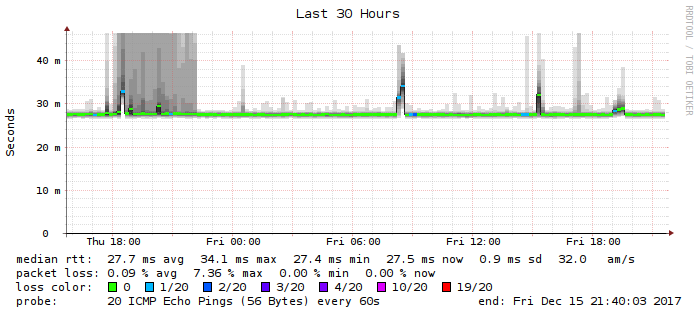 Last 30 Hours
RRDTOOL / TOBI OETIKER
Seconds
40 m
30 m
20 m
10 m
0
Thu 18:00 Fri 00:00 Fri 06:00 Fri 12:00 Fri 18:00
median rtt: 27.7 ms avg 34.1 ms max 27.4 ms min 27.5 ms now 0.9 ms sd 32.0 am/s
packet loss: 0.09 % avg 7.36 % max 0.00 % min 0.00 % now
loss color: 0 1/20 2/20 3/20 4/20 10/20 19/20
probe: 20 ICMP Echo Pings (56 Bytes) every 60s end: Fri Dec 15 21:40:03 2017